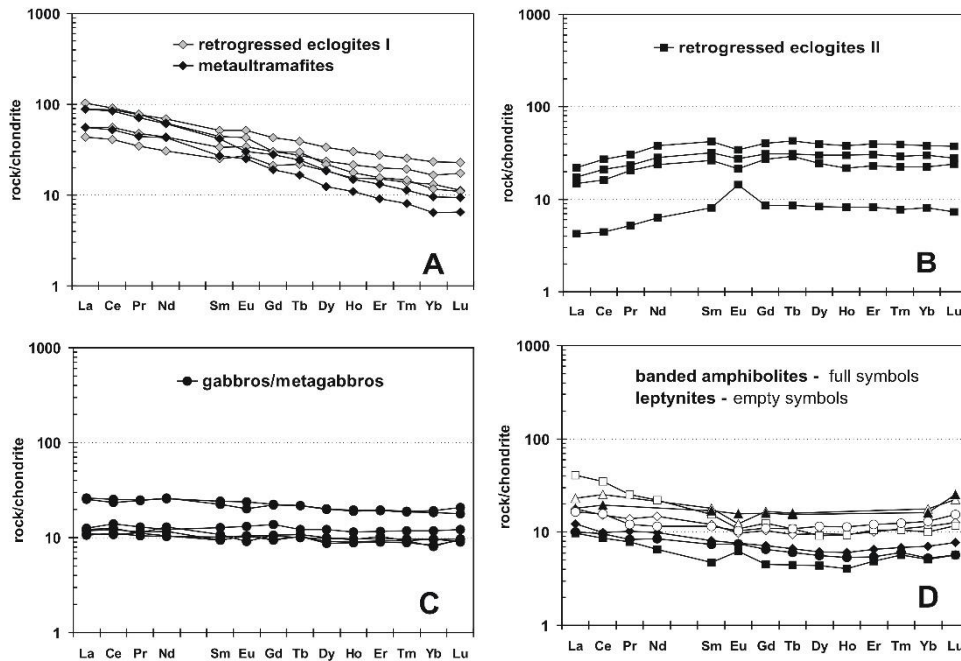 1000
100
10
1
rock/chondrite
retrogressed eclogites I
metaultramafites
A
La Ce Pr Nd Sm Eu Gd Tb Dy Ho Er Tm Yb Lu
1000
100
10
1
rock/chondrite
retrogressed eclogites II
B
La Ce Pr Nd Sm Eu Gd Tb Dy Ho Er Tm Yb Lu
1000
100
10
1
rock/chondrite
gabbros/metagabbros
C
La Ce Pr Nd Sm Eu Gd Tb Dy Ho Er Tm Yb Lu
1000
100
10
1
rock/chondrite
banded amphibolites - full symbols
leptynites - empty symbols
D
La Ce Pr Nd Sm Eu Gd Tb Dy Ho Er Tm Yb Lu